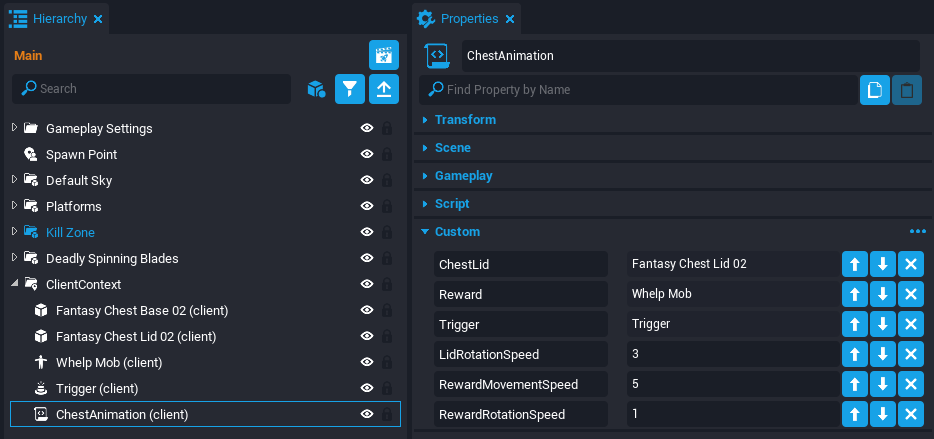 Hierarchy
Main
Search
Gameplay Settings
Spawn Point
Default Sky
Platforms
Kill Zone
Deadly Spinning Blades
ClientContext
Fantasy Chest Base 02 (client)
Fantasy Chest Lid 02 (client)
Whelp Mob (client)
Trigger (client)
ChestAnimation (client)
Properties
ChestAnimation
Find Property by Name
Transform
Scene
Gameplay
Script
Custom
ChestLid Fantasy Chest Lid 02
Reward Whelp Mob
Trigger Trigger
LidRotationSpeed 3
RewardMovementSpeed 5
RewardRotationSpeed 1